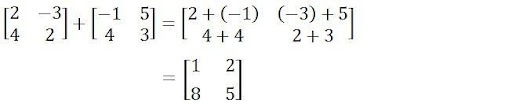 [2 -3; 4 2] + [-1 5; 4 3] = [2 + (-1) (-3) + 5; 4 + 4 2 + 3]
= [1 2; 8 5]